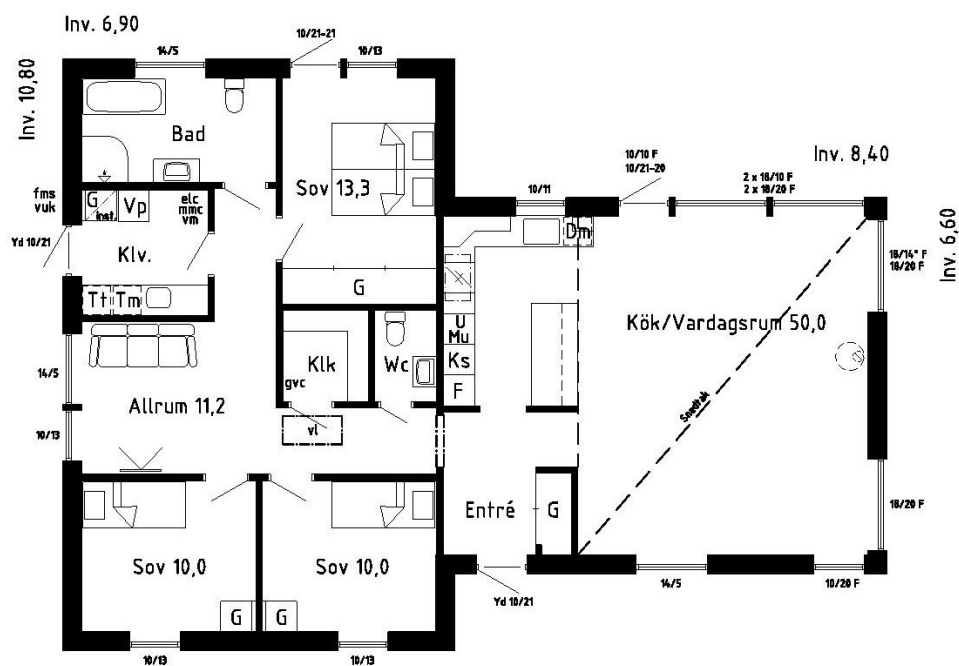 Inv. 6,90
10/21-21
14/5
10/13
Inv. 10,80
Bad
10/10 F
10/21-20
Inv. 8,40
2 x 18/10 F
2 x 18/20 F
Sov 13,3
10/11
fms
vuk
G
inst.
Vp
elc
mmc
vm
Dm
Yd 10/21
Klv.
18/14* F
18/20 F
Inv. 6,60
G
Tt
Tm
U
Mu
Kök/Vardagsrum 50,0
Klk
Wc
Ks
14/5
gvc
F
Allrum 11,2
Snedtak
10/13
vl
18/20 F
Entré
G
Sov 10,0
Sov 10,0
14/5
10/20 F
Yd 10/21
G
G
10/13
10/13